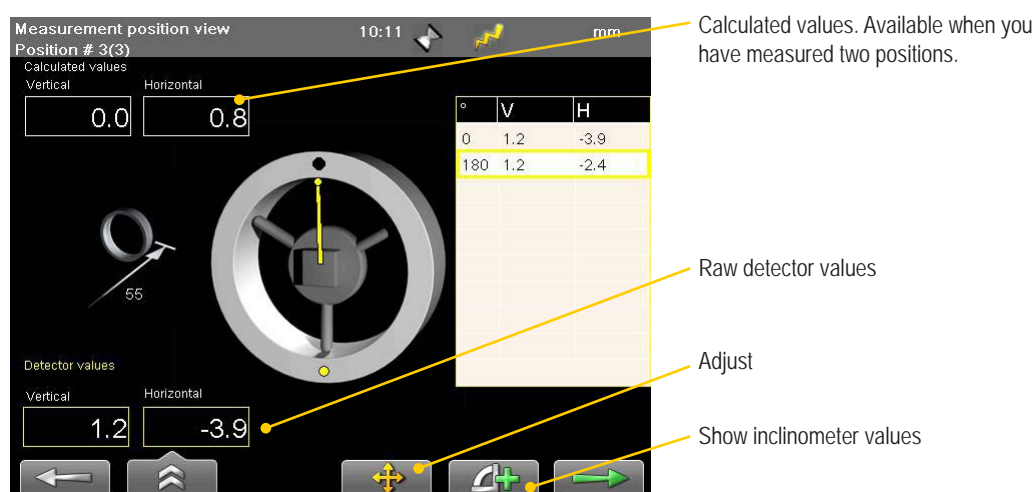 Measurement position view 10:11 mm
Position # 3(3)
Calculated values
Vertical Horizontal
0.0 0.8
° V H
0 1.2 -3.9
180 1.2 -2.4
55
Detector values
Vertical Horizontal
1.2 -3.9
Calculated values. Available when you
have measured two positions.
Raw detector values
Adjust
Show inclinometer values